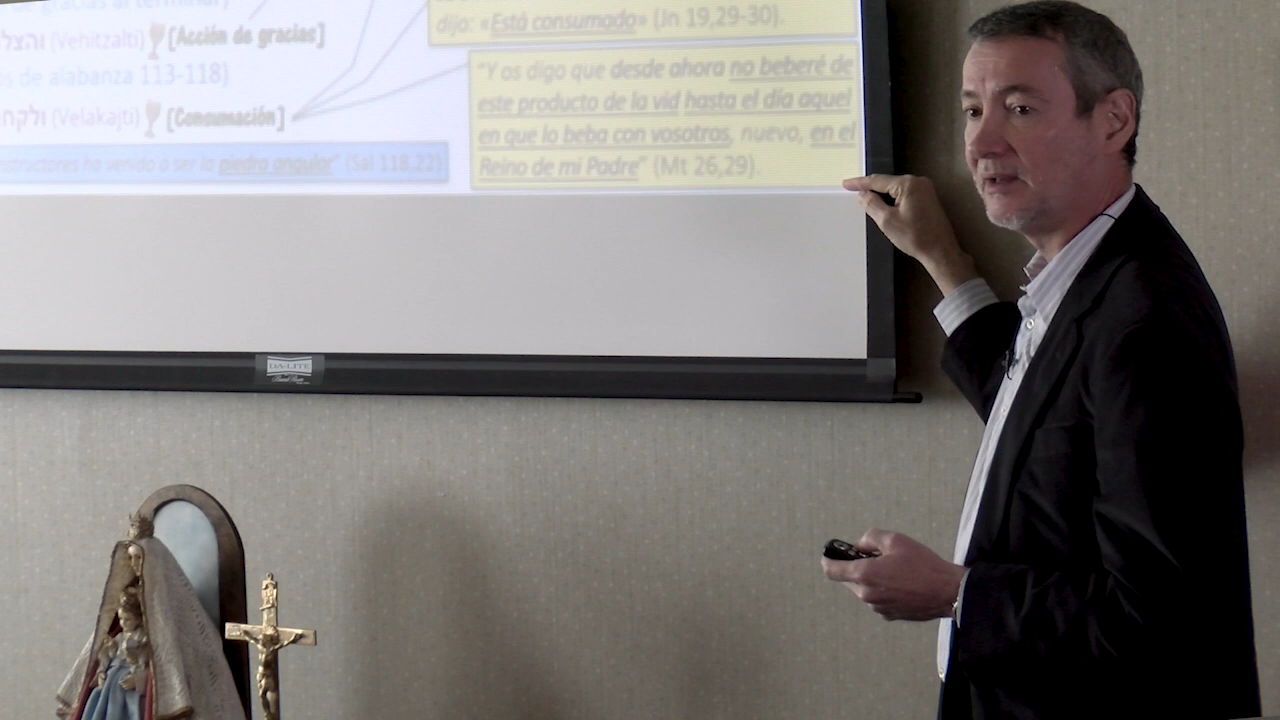 gracias al terminar)
והצל (Vehitzalti) [Acción de gracias]
s de alabanza 113-118)
ולקח (Velakajti) [Consumación]
nstructores ha venido a ser la piedra angular” (Sal 118,22)
dijo: «Está consumado» (Jn 19,29-30).
“Y os digo que desde ahora no beberé de
este producto de la vid hasta el día aquel
en que lo beba con vosotros, nuevo, en el
Reino de mi Padre” (Mt 26,29).
DA-LITE